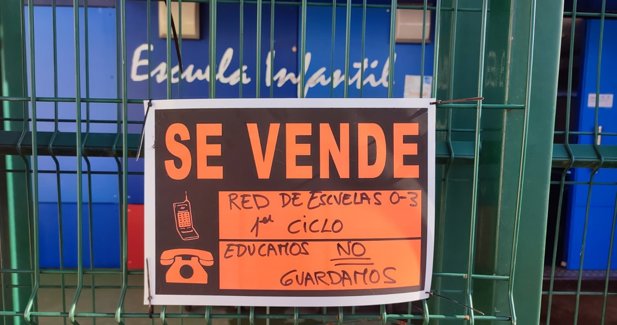 Escuela Infantil
SE VENDE
RED DE ESCUELAS 0-3
1er CICLO
EDUCAMOS NO
GUARDAMOS